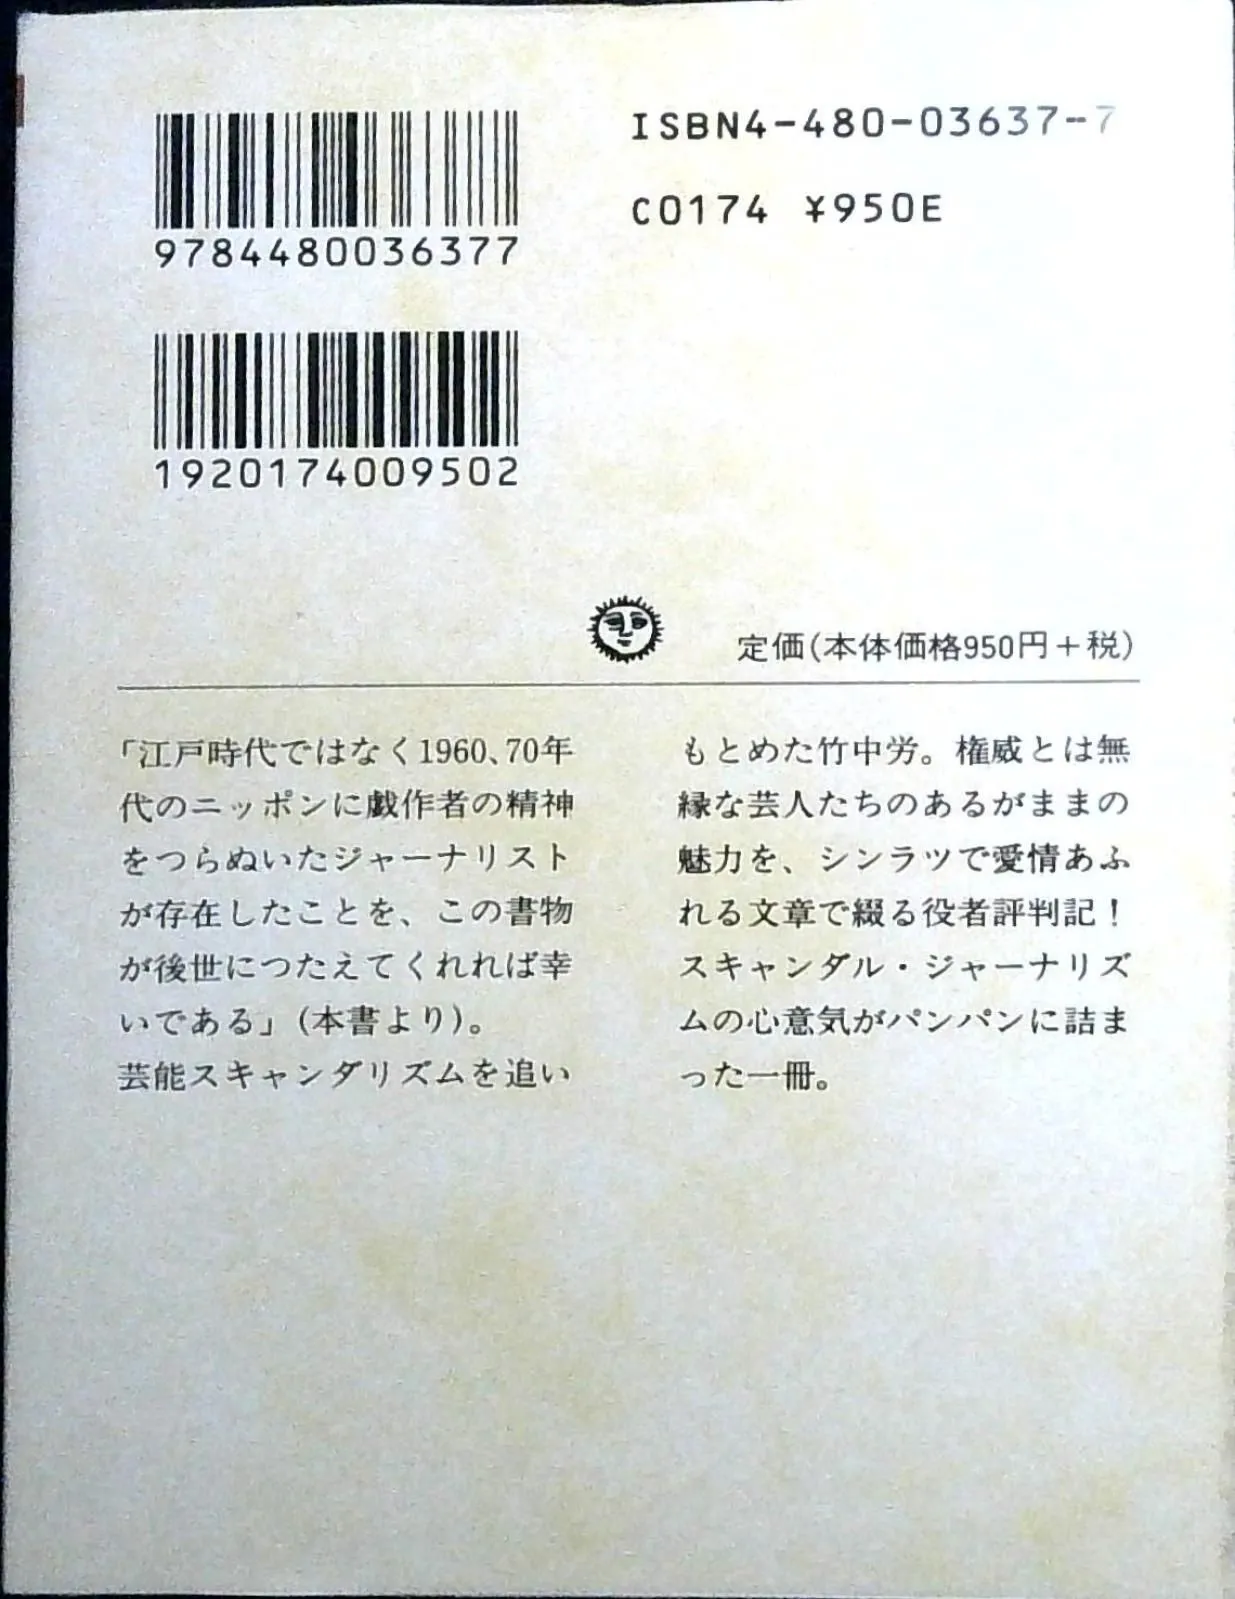 9784480036377
1920174009502
ISBN4-480-03637-7
C0174 ¥950E
定価(本体価格950円+税)
「江戸時代ではなく1960、70年
代のニッポンに戯作者の精神
をつらぬいたジャーナリスト
が存在したことを、この書物
が後世につたえてくれれば幸
いである」(本書より)。
芸能スキャンダリズムを追い
もとめた竹中労。権威とは無
縁な芸人たちのあるがままの
魅力を、シンラツで愛情あふ
れる文章で綴る役者評判記!
スキャンダル・ジャーナリズ
ムの心意気がパンパンに詰ま
った一冊。